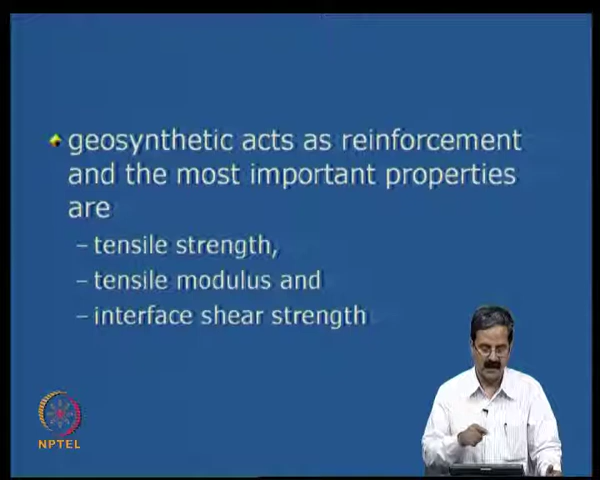 geosynthetic acts as reinforcement
and the most important properties
are
– tensile strength,
– tensile modulus and
– interface shear strength
NPTEL